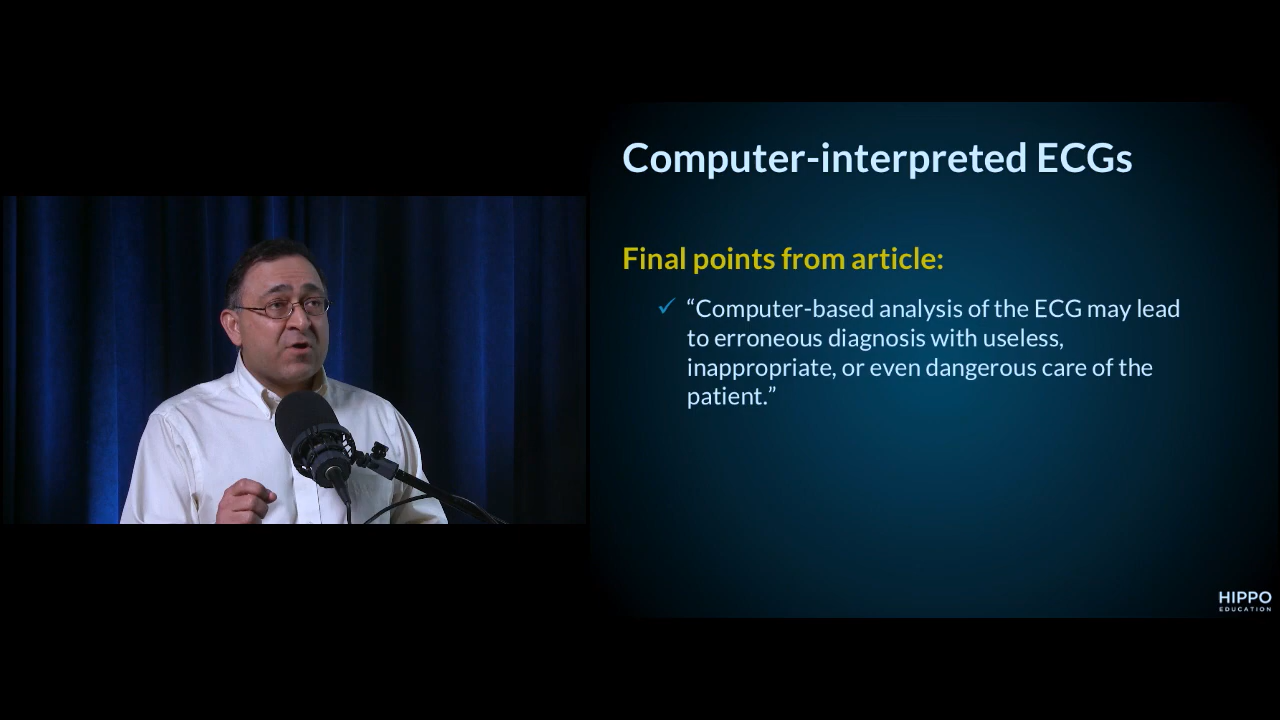 Computer-interpreted ECGs
Final points from article:
✓ “Computer-based analysis of the ECG may lead
to erroneous diagnosis with useless,
inappropriate, or even dangerous care of the
patient.”
HIPPO
EDUCATION